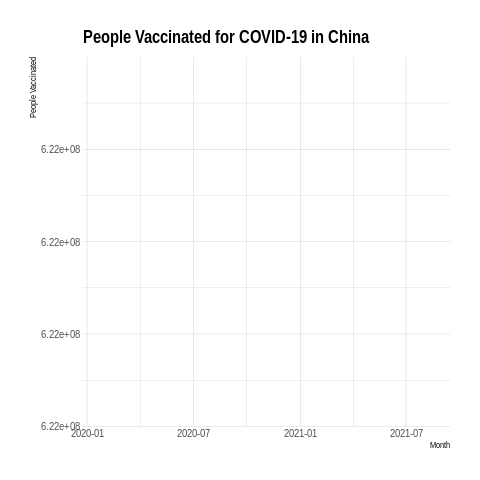 People Vaccinated for COVID-19 in China
People Vaccinated
6.22e+08
6.22e+08
6.22e+08
6.22e+08
2020-01 2020-07 2021-01 2021-07
Month